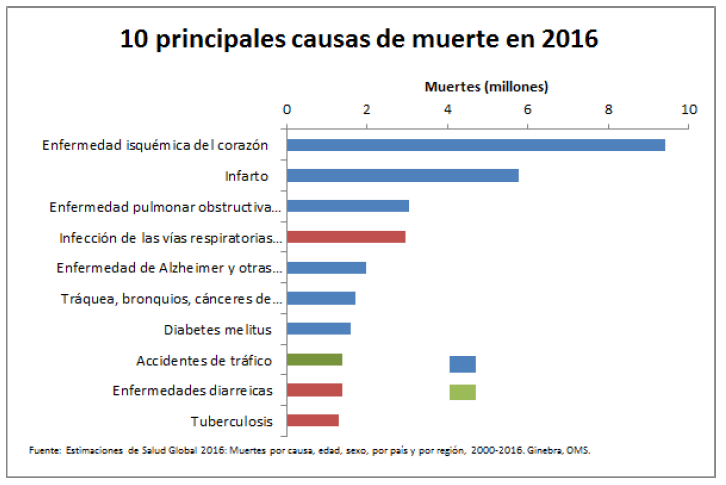 10 principales causas de muerte en 2016
Muertes (millones)
0 2 4 6 8 10
Enfermedad isquémica del corazón
Infarto
Enfermedad pulmonar obstructiva...
Infección de las vías respiratorias...
Enfermedad de Alzheimer y otras...
Tráquea, bronquios, cánceres de...
Diabetes melitus
Accidentes de tráfico
Enfermedades diarreicas
Tuberculosis
Fuente: Estimaciones de Salud Global 2016: Muertes por causa, edad, sexo, por país y por región, 2000-2016. Ginebra, OMS.